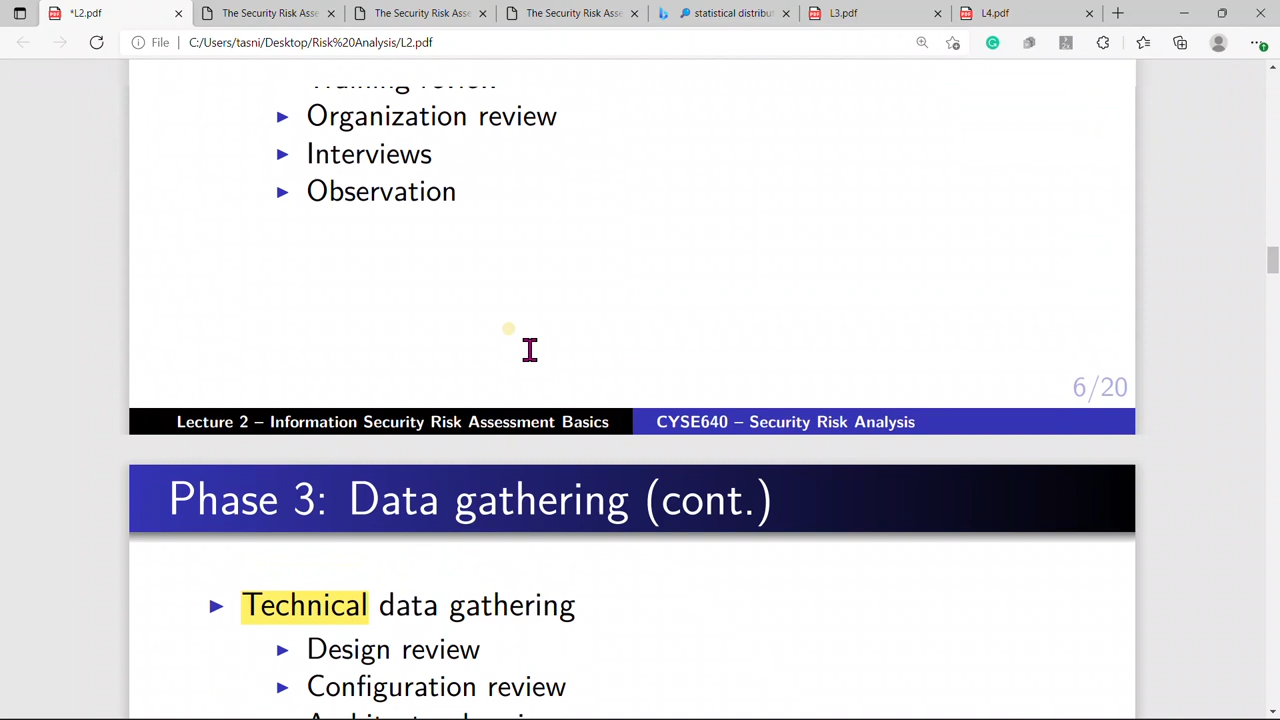 *L2.pdf
The Security Risk Asse
The Security Risk Asse
The Security Risk Asse
statistical distribu
L3.pdf
L4.pdf
File
C:/Users/tasni/Desktop/Risk%20Analysis/L2.pdf
Training review
Organization review
Interviews
Observation
6/20
Lecture 2 – Information Security Risk Assessment Basics
CYSE640 – Security Risk Analysis
Phase 3: Data gathering (cont.)
Technical data gathering
Design review
Configuration review